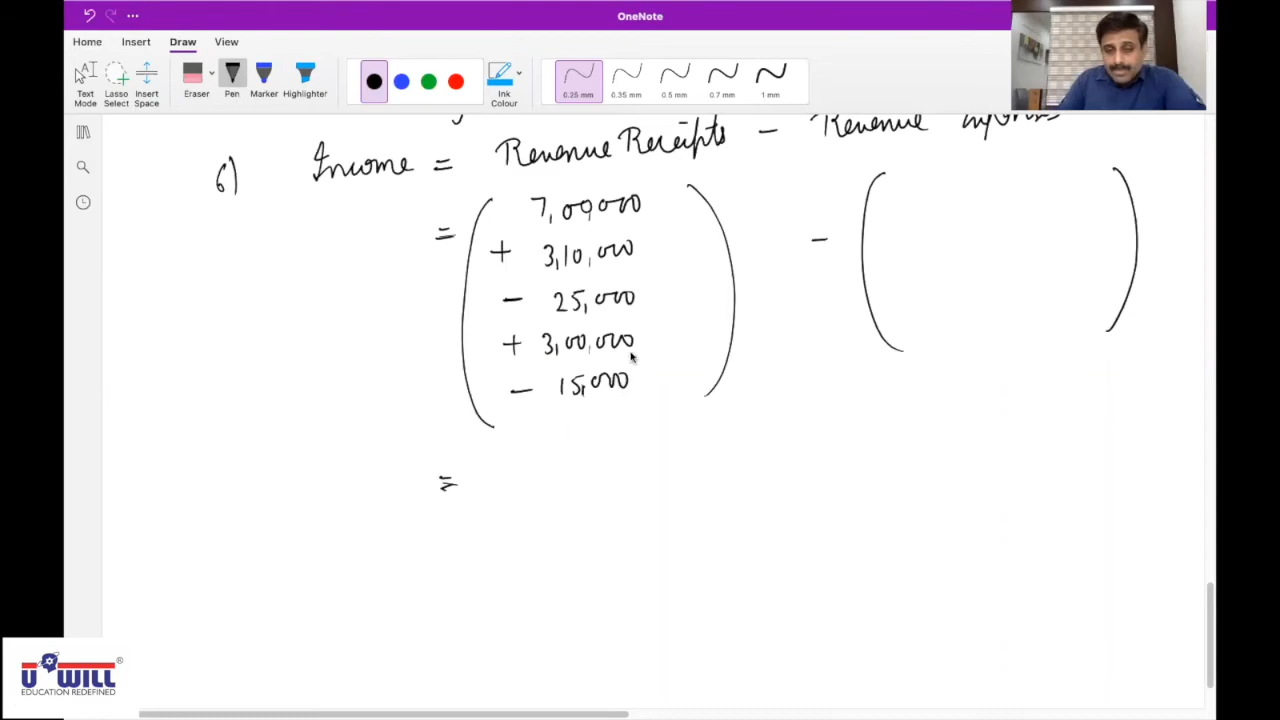 OneNote
Home Insert Draw View
Text Mode Lasso Select Insert Space Eraser Pen Marker Highlighter Ink Colour 0.25 mm 0.35 mm 0.5 mm 0.7 mm 1 mm
6) Income = Revenue Receipts - Revenue
= ( 7,00,000 ) - ( )
+ 3,10,000
- 25,000
+ 3,00,000
- 15,000
=
U WILL ®
EDUCATION REDEFINED